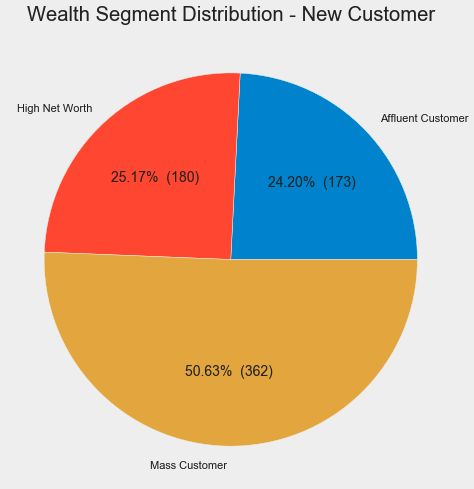 Wealth Segment Distribution - New Customer
High Net Worth
Affluent Customer
25.17%  (180)
24.20%  (173)
50.63%  (362)
Mass Customer